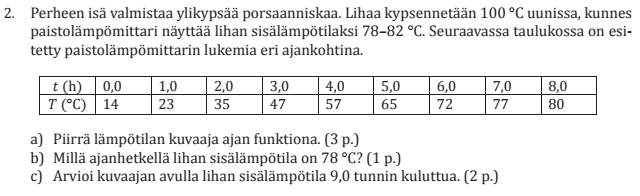 2. Perheen isä valmistaa ylikypsää porsaanniskaa. Lihaa kypsennetään 100 °C uunissa, kunnes
paistolämpömittari näyttää lihan sisälämpötilaksi 78–82 °C. Seuraavassa taulukossa on esi-
tetty paistolämpömittarin lukemia eri ajankohtina.
t (h) 0,0 1,0 2,0 3,0 4,0 5,0 6,0 7,0 8,0
T (°C) 14 23 35 47 57 65 72 77 80
a) Piirrä lämpötilan kuvaaja ajan funktiona. (3 p.)
b) Millä ajanhetkellä lihan sisälämpötila on 78 °C? (1 p.)
c) Arvioi kuvaajan avulla lihan sisälämpötila 9,0 tunnin kuluttua. (2 p.)